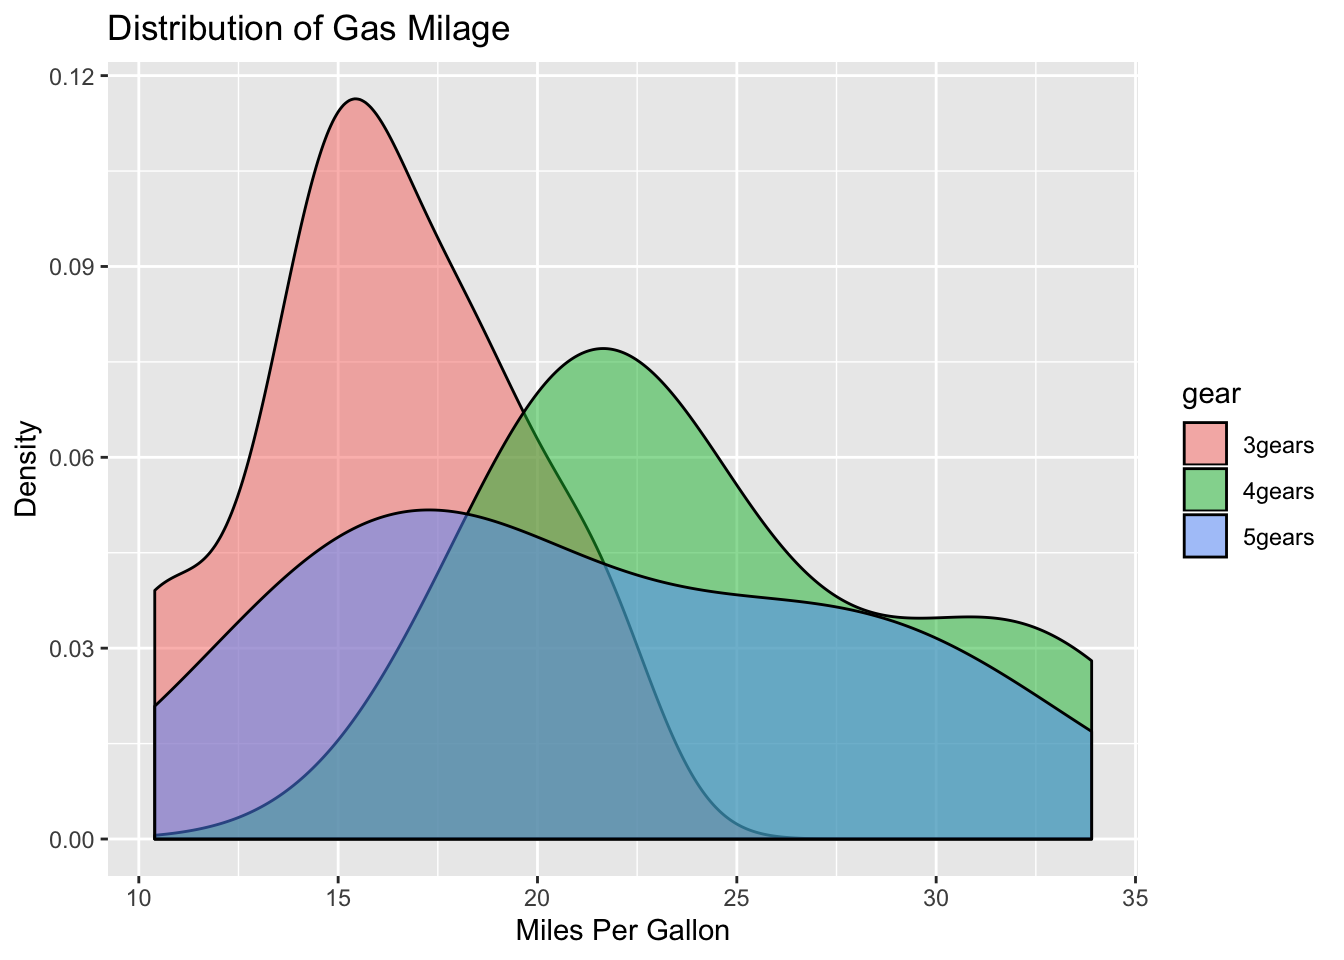 Distribution of Gas Milage
0.12
0.09
0.06
0.03
0.00
Density
10 15 20 25 30 35
Miles Per Gallon
gear
3gears
4gears
5gears